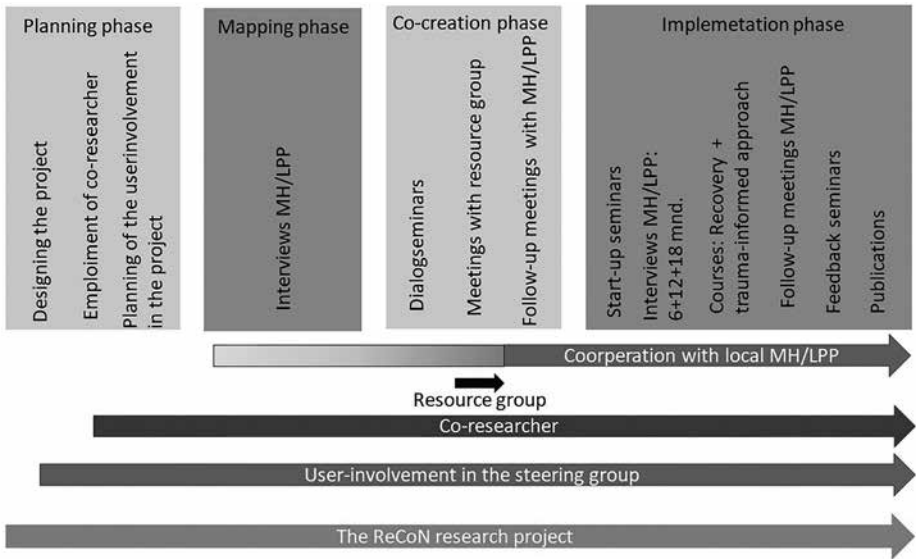 Planning phase
Designing the project
Emploiment of co-researcher
Planning of the userinvolvement
in the project
Mapping phase
Interviews MH/LPP
Co-creation phase
Dialogseminars
Meetings with resource group
Follow-up meetings with MH/LPP
Implemetation phase
Start-up seminars
Interviews MH/LPP:
6+12+18 mnd.
Courses: Recovery +
trauma-informed approach
Follow-up meetings MH/LPP
Feedback seminars
Publications
Coorperation with local MH/LPP
Resource group
Co-researcher
User-involvement in the steering group
The ReCoN research project